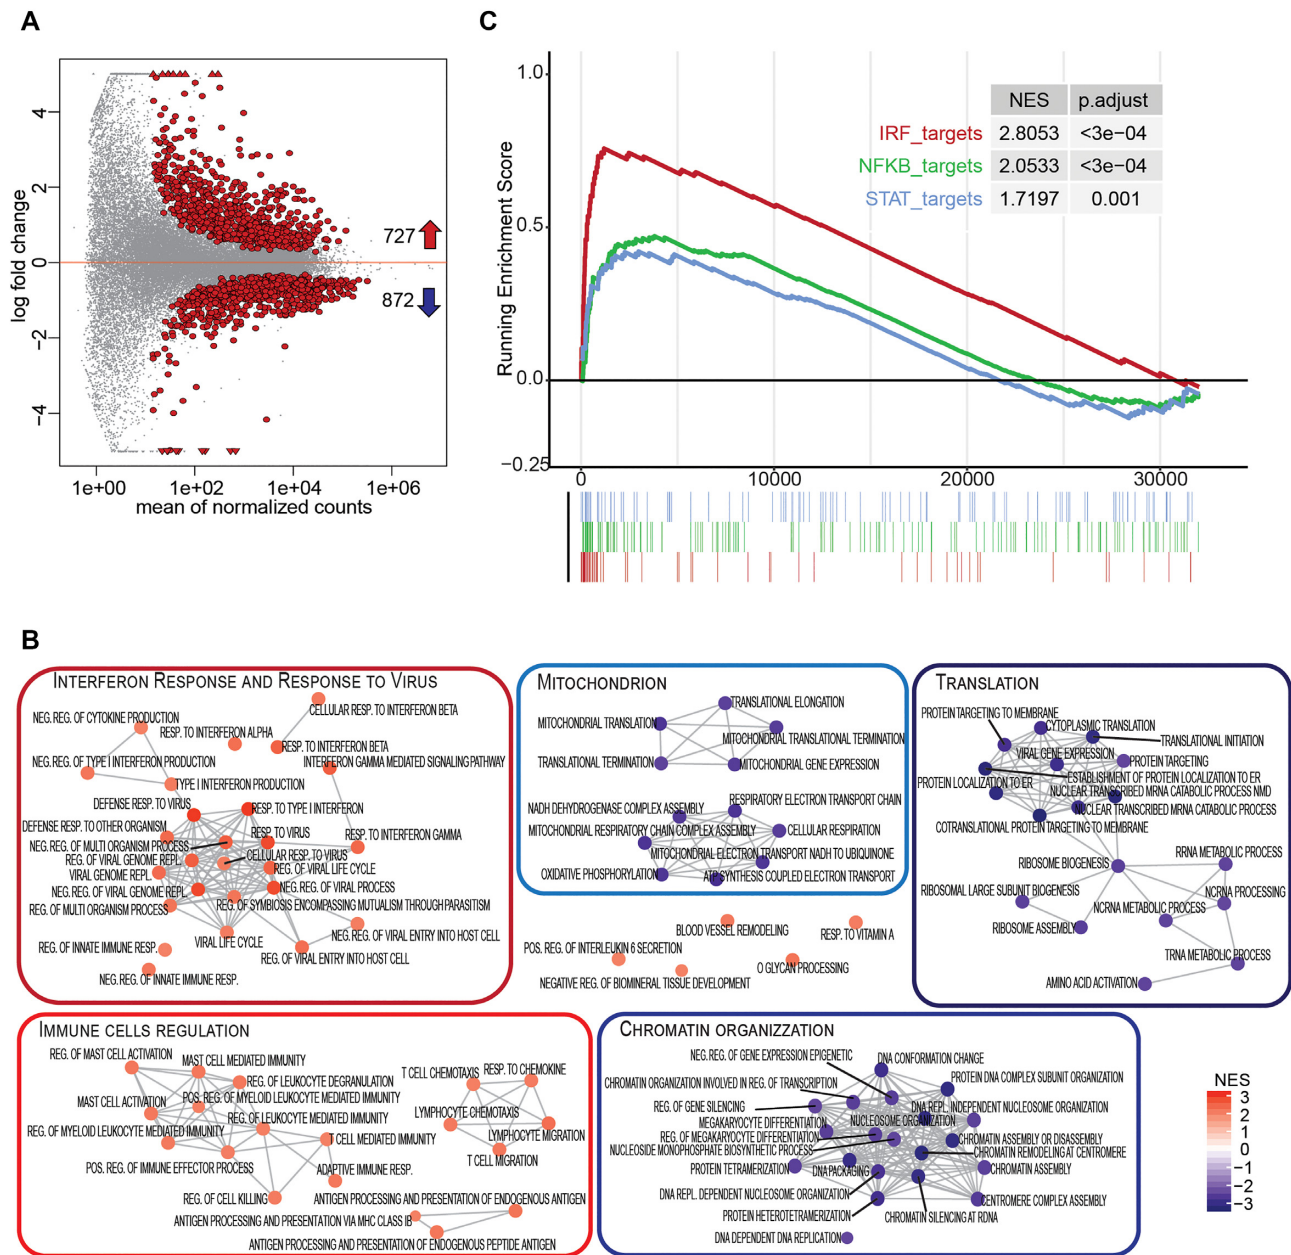 A
C
log fold change
4
2
0
−2
−4
727
872
1e+00
1e+02
1e+04
1e+06
mean of normalized counts
Running Enrichment Score
1.0
0.5
0.0
−0.25
NES
p.adjust
IRF_targets
2.8053
<3e−04
NFKB_targets
2.0533
<3e−04
STAT_targets
1.7197
0.001
0
10000
20000
30000
B
INTERFERON RESPONSE AND RESPONSE TO VIRUS
CELLULAR RESP. TO INTERFERON BETA
NEG.REG. OF CYTOKINE PRODUCTION
RESP. TO INTERFERON ALPHA
RESP. TO INTERFERON BETA
INTERFERON GAMMA MEDIATED SIGNALING PATHWAY
NEG.REG. OF TYPE I INTERFERON PRODUCTION
TYPE I INTERFERON PRODUCTION
DEFENSE RESP. TO VIRUS
RESP. TO TYPE I INTERFERON
DEFENSE RESP. TO OTHER ORGANISM
RESP. TO VIRUS
RESP. TO INTERFERON GAMMA
NEG.REG. OF MULTI ORGANISM PROCESS
REG. OF VIRAL GENOME REPL.
CELLULAR RESP. TO VIRUS
VIRAL GENOME REPL.
REG. OF VIRAL LIFE CYCLE
NEG. REG. OF VIRAL GENOME REPL.
NEG. REG. OF VIRAL PROCESS
REG. OF MULTI ORGANISM PROCESS
REG. OF SYMBIOSIS ENCOMPASSING MUTUALISM THROUGH PARASITISM
VIRAL LIFE CYCLE
NEG. REG. OF VIRAL ENTRY INTO HOST CELL
REG. OF INNATE IMMUNE RESP.
REG. OF VIRAL ENTRY INTO HOST CELL
NEG. REG. OF INNATE IMMUNE RESP.
MITOCHONDRION
TRANSLATIONAL ELONGATION
MITOCHONDRIAL TRANSLATION
MITOCHONDRIAL TRANSLATIONAL TERMINATION
TRANSLATIONAL TERMINATION
MITOCHONDRIAL GENE EXPRESSION
RESPIRATORY ELECTRON TRANSPORT CHAIN
NADH DEHYDROGENASE COMPLEX ASSEMBLY
MITOCHONDRIAL RESPIRATORY CHAIN COMPLEX ASSEMBLY
CELLULAR RESPIRATION
MITOCHONDRIAL ELECTRON TRANSPORT NADH TO UBIQUINONE
OXIDATIVE PHOSPHORYLATION
ATP SYNTHESIS COUPLED ELECTRON TRANSPORT
BLOOD VESSEL REMODELING
RESP. TO VITAMIN A
POS. REG. OF INTERLEUKIN 6 SECRETION
O GLYCAN PROCESSING
NEGATIVE REG. OF BIOMINERAL TISSUE DEVELOPMENT
TRANSLATION
PROTEIN TARGETING TO MEMBRANE
CYTOPLASMIC TRANSLATION
TRANSLATIONAL INITIATION
VIRAL GENE EXPRESSION
PROTEIN TARGETING
PROTEIN LOCALIZATION TO ER
ESTABLISHMENT OF PROTEIN LOCALIZATION TO ER
NUCLEAR TRANSCRIBED MRNA CATABOLIC PROCESS NMD
NUCLEAR TRANSCRIBED MRNA CATABOLIC PROCESS
COTRANSLATIONAL PROTEIN TARGETING TO MEMBRANE
RRNA METABOLIC PROCESS
RIBOSOME BIOGENESIS
RIBOSOMAL LARGE SUBUNIT BIOGENESIS
NCRNA PROCESSING
NCRNA METABOLIC PROCESS
RIBOSOME ASSEMBLY
TRNA METABOLIC PROCESS
AMINO ACID ACTIVATION
IMMUNE CELLS REGULATION
REG. OF MAST CELL ACTIVATION
MAST CELL MEDIATED IMMUNITY
REG. OF LEUKOCYTE DEGRANULATION
POS. REG. OF MYELOID LEUKOCYTE MEDIATED IMMUNITY
MAST CELL ACTIVATION
REG. OF LEUKOCYTE MEDIATED IMMUNITY
REG. OF MYELOID LEUKOCYTE MEDIATED IMMUNITY
T CELL MEDIATED IMMUNITY
POS. REG. OF IMMUNE EFFECTOR PROCESS
ADAPTIVE IMMUNE RESP.
REG. OF CELL KILLING
T CELL CHEMOTAXIS
RESP. TO CHEMOKINE
LYMPHOCYTE CHEMOTAXIS
LYMPHOCYTE MIGRATION
T CELL MIGRATION
ANTIGEN PROCESSING AND PRESENTATION OF ENDOGENOUS ANTIGEN
ANTIGEN PROCESSING AND PRESENTATION VIA MHC CLASS IB
ANTIGEN PROCESSING AND PRESENTATION OF ENDOGENOUS PEPTIDE ANTIGEN
CHROMATIN ORGANIZZATION
NEG. REG. OF GENE EXPRESSION EPIGENETIC
DNA CONFORMATION CHANGE
CHROMATIN ORGANIZATION INVOLVED IN REG. OF TRANSCRIPTION
PROTEIN DNA COMPLEX SUBUNIT ORGANIZATION
REG. OF GENE SILENCING
DNA REPL. INDEPENDENT NUCLEOSOME ORGANIZATION
MEGAKARYOCYTE DIFFERENTIATION
NUCLEOSOME ORGANIZATION
REG. OF MEGAKARYOCYTE DIFFERENTIATION
CHROMATIN ASSEMBLY OR DISASSEMBLY
NUCLEOSIDE MONOPHOSPHATE BIOSYNTHETIC PROCESS
CHROMATIN REMODELING AT CENTROMERE
PROTEIN TETRAMERIZATION
DNA PACKAGING
CHROMATIN ASSEMBLY
DNA REPL. DEPENDENT NUCLEOSOME ORGANIZATION
CENTROMERE COMPLEX ASSEMBLY
PROTEIN HETEROTETRAMERIZATION
CHROMATIN SILENCING AT RDNA
DNA DEPENDENT DNA REPLICATION
NES
3
2
1
0
−1
−2
−3